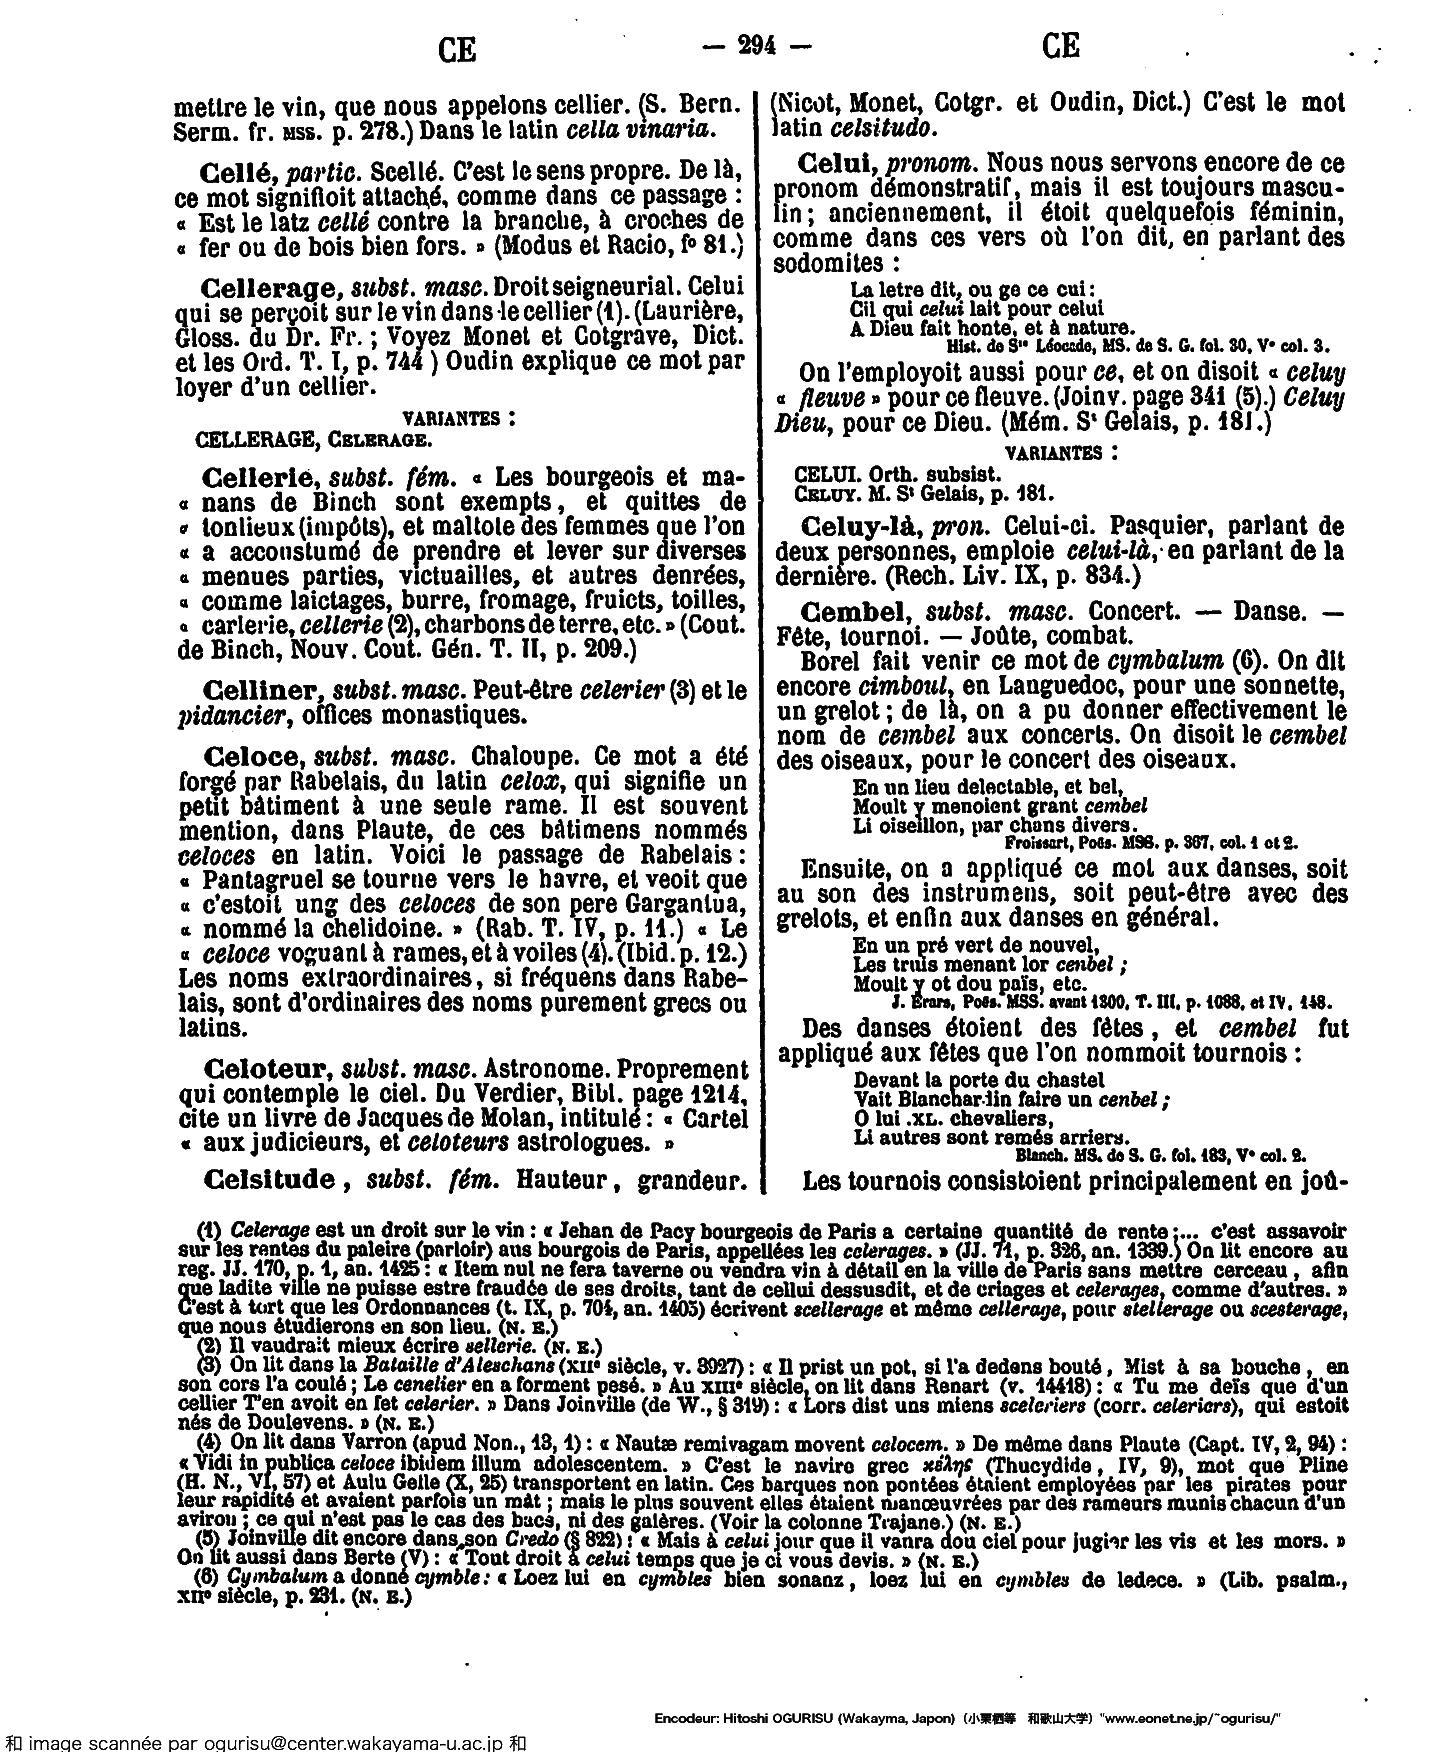 CE
— 294 —
CE
mettre le vin, que nous appelons cellier. (S. Bern.
Serm. fr. MSS. p. 278.) Dans le latin cella vinaria.
Cellé, partic. Scellé. C'est le sens propre. De là,
ce mot signifioit attaché, comme dans ce passage :
« Est le latz cellé contre la branche, à croches de
« fer ou de bois bien fors. » (Modus et Racio, fº 81.)
Cellerage, subst. masc. Droit seigneurial. Celui
qui se perçoit sur le vin dans le cellier (1). (Laurière,
Gloss. du Dr. Fr. ; Voyez Monet et Cotgrave, Dict.
et les Ord. T. I, p. 744 ) Oudin explique ce mot par
loyer d'un cellier.
VARIANTES :
CELLERAGE, CELERAGE.
Cellerie, subst. fém. « Les bourgeois et ma-
« nans de Binch sont exempts, et quittes de
« tonlieux (impôts), et maltote des femmes que l'on
« a accoustumé de prendre et lever sur diverses
« menues parties, victuailles, et autres denrées,
« comme laictages, burre, fromage, fruicts, toilles,
« carlerie, cellerie (2), charbons de terre, etc. » (Cout.
de Binch, Nouv. Cout. Gén. T. II, p. 209.)
Celliner, subst. masc. Peut-être celerier (3) et le
pidancier, offices monastiques.
Celoce, subst. masc. Chaloupe. Ce mot a été
forgé par Rabelais, du latin celox, qui signifie un
petit bâtiment à une seule rame. Il est souvent
mention, dans Plaute, de ces bâtimens nommés
celoces en latin. Voici le passage de Rabelais :
« Pantagruel se tourne vers le havre, et veoit que
« c'estoit ung des celoces de son pere Gargantua,
« nommé la chelidoine. » (Rab. T. IV, p. 11.) « Le
« celoce voguant à rames, et à voiles (4). (Ibid. p. 12.)
Les noms extraordinaires, si fréquens dans Rabe-
lais, sont d'ordinaires des noms purement grecs ou
latins.
Celoteur, subst. masc. Astronome. Proprement
qui contemple le ciel. Du Verdier, Bibl. page 1214,
cite un livre de Jacques de Molan, intitulé : « Cartel
« aux judicieurs, et celoteurs astrologues. »
Celsitude, subst. fém. Hauteur, grandeur.
(Nicot, Monet, Cotgr. et Oudin, Dict.) C'est le mot
latin celsitudo.
Celui, pronom. Nous nous servons encore de ce
pronom démonstratif, mais il est toujours mascu-
lin ; anciennement, il étoit quelquefois féminin,
comme dans ces vers où l'on dit, en parlant des
sodomites :
La letre dit, ou ge ce cui :
Cil qui celui lait pour celui
A Dieu fait honte, et à nature.
Hist. de Ste Léocade, MS. de S. G. fol. 30, Vº col. 3.
On l'employoit aussi pour ce, et on disoit « celuy
« fleuve » pour ce fleuve. (Joinv. page 341 (5).) Celuy
Dieu, pour ce Dieu. (Mém. St Gelais, p. 181.)
VARIANTES :
CELUI. Orth. subsist.
CELUY. M. St Gelais, p. 181.
Celuy-là, pron. Celui-ci. Pasquier, parlant de
deux personnes, emploie celui-là, en parlant de la
dernière. (Rech. Liv. IX, p. 834.)
Cembel, subst. masc. Concert. — Danse. —
Fête, tournoi. — Joûte, combat.
Borel fait venir ce mot de cymbalum (6). On dit
encore cimboul, en Languedoc, pour une sonnette,
un grelot ; de là, on a pu donner effectivement le
nom de cembel aux concerts. On disoit le cembel
des oiseaux, pour le concert des oiseaux.
En un lieu delectable, et bel,
Moult y menoient grant cembel
Li oiseillon, par chans divers.
Froissart, Poës. MSS. p. 367, col. 1 et 2.
Ensuite, on a appliqué ce mot aux danses, soit
au son des instrumens, soit peut-être avec des
grelots, et enfin aux danses en général.
En un pré vert de nouvel,
Les truis menant lor cenbel ;
Moult y ot dou païs, etc.
J. Erars, Poës. MSS. avant 1300, T. III, p. 1088, et IV, 148.
Des danses étoient des fêtes, et cembel fut
appliqué aux fêtes que l'on nommoit tournois :
Devant la porte du chastel
Vait Blanchardin faire un cenbel ;
O lui .XL. chevaliers,
Li autres sont remés arriers.
Blanch. MS. de S. G. fol. 183, Vº col. 2.
Les tournois consistoient principalement en joû-
(1) Celerage est un droit sur le vin : « Jehan de Pacy bourgeois de Paris a certaine quantité de rente ;... c'est assavoir
sur les rentes du paleire (parloir) aus bourgois de Paris, appellées les celerages. » (JJ. 71, p. 326, an. 1339.) On lit encore au
reg. JJ. 170, p. 1, an. 1425 : « Item nul ne fera taverne ou vendra vin à détail en la ville de Paris sans mettre cerceau, afin
que ladite ville ne puisse estre fraudée de ses droits, tant de cellui dessusdit, et de criages et celerages, comme d'autres. »
C'est à tort que les Ordonnances (t. IX, p. 704, an. 1405) écrivent scellerage et même cellerage, pour stellerage ou scesterage,
que nous étudierons en son lieu. (N. E.)
(2) Il vaudrait mieux écrire sellerie. (N. E.)
(3) On lit dans la Bataille d'Aleschans (XIIe siècle, v. 3927) : « Il prist un pot, si l'a dedens bouté, Mist à sa bouche, en
son cors l'a coulé ; Le cenelier en a forment pesé. » Au XIIIe siècle, on lit dans Renart (v. 14418) : « Tu me deïs que d'un
cellier T'en avoit en fet celerier. » Dans Joinville (de W., § 319) : « Lors dist uns miens sceleriers (corr. celeriers), qui estoit
nés de Doulevens. » (N. E.)
(4) On lit dans Varron (apud Non., 13, 1) : « Nautæ remivagam movent celocem. » De même dans Plaute (Capt. IV, 2, 94) :
« Vidi in publica celoce ibidem illum adolescentem. » C'est le navire grec κέλης (Thucydide, IV, 9), mot que Pline
(H. N., VI, 57) et Aulu Gelle (X, 25) transportent en latin. Ces barques non pontées étaient employées par les pirates pour
leur rapidité et avaient parfois un mât ; mais le plus souvent elles étaient manœuvrées par des rameurs munis chacun d'un
aviron ; ce qui n'est pas le cas des bacs, ni des galères. (Voir la colonne Trajane.) (N. E.)
(5) Joinville dit encore dans son Credo (§ 822) : « Mais à celui jour que il vanra dou ciel pour jugier les vis et les mors. »
On lit aussi dans Berte (V) : « Tout droit à celui temps que je ci vous devis. » (N. E.)
(6) Cymbalum a donné cymble : « Loez lui en cymbles bien sonanz, loez lui en cymbles de ledece. » (Lib. psalm.,
XIIe siècle, p. 231. (N. E.)
Encodeur: Hitoshi OGURISU (Wakayma, Japon)（小栗栖等　和歌山大学）"www.eonet.ne.jp/~ogurisu/"
和 image scannée par ogurisu@center.wakayama-u.ac.jp 和